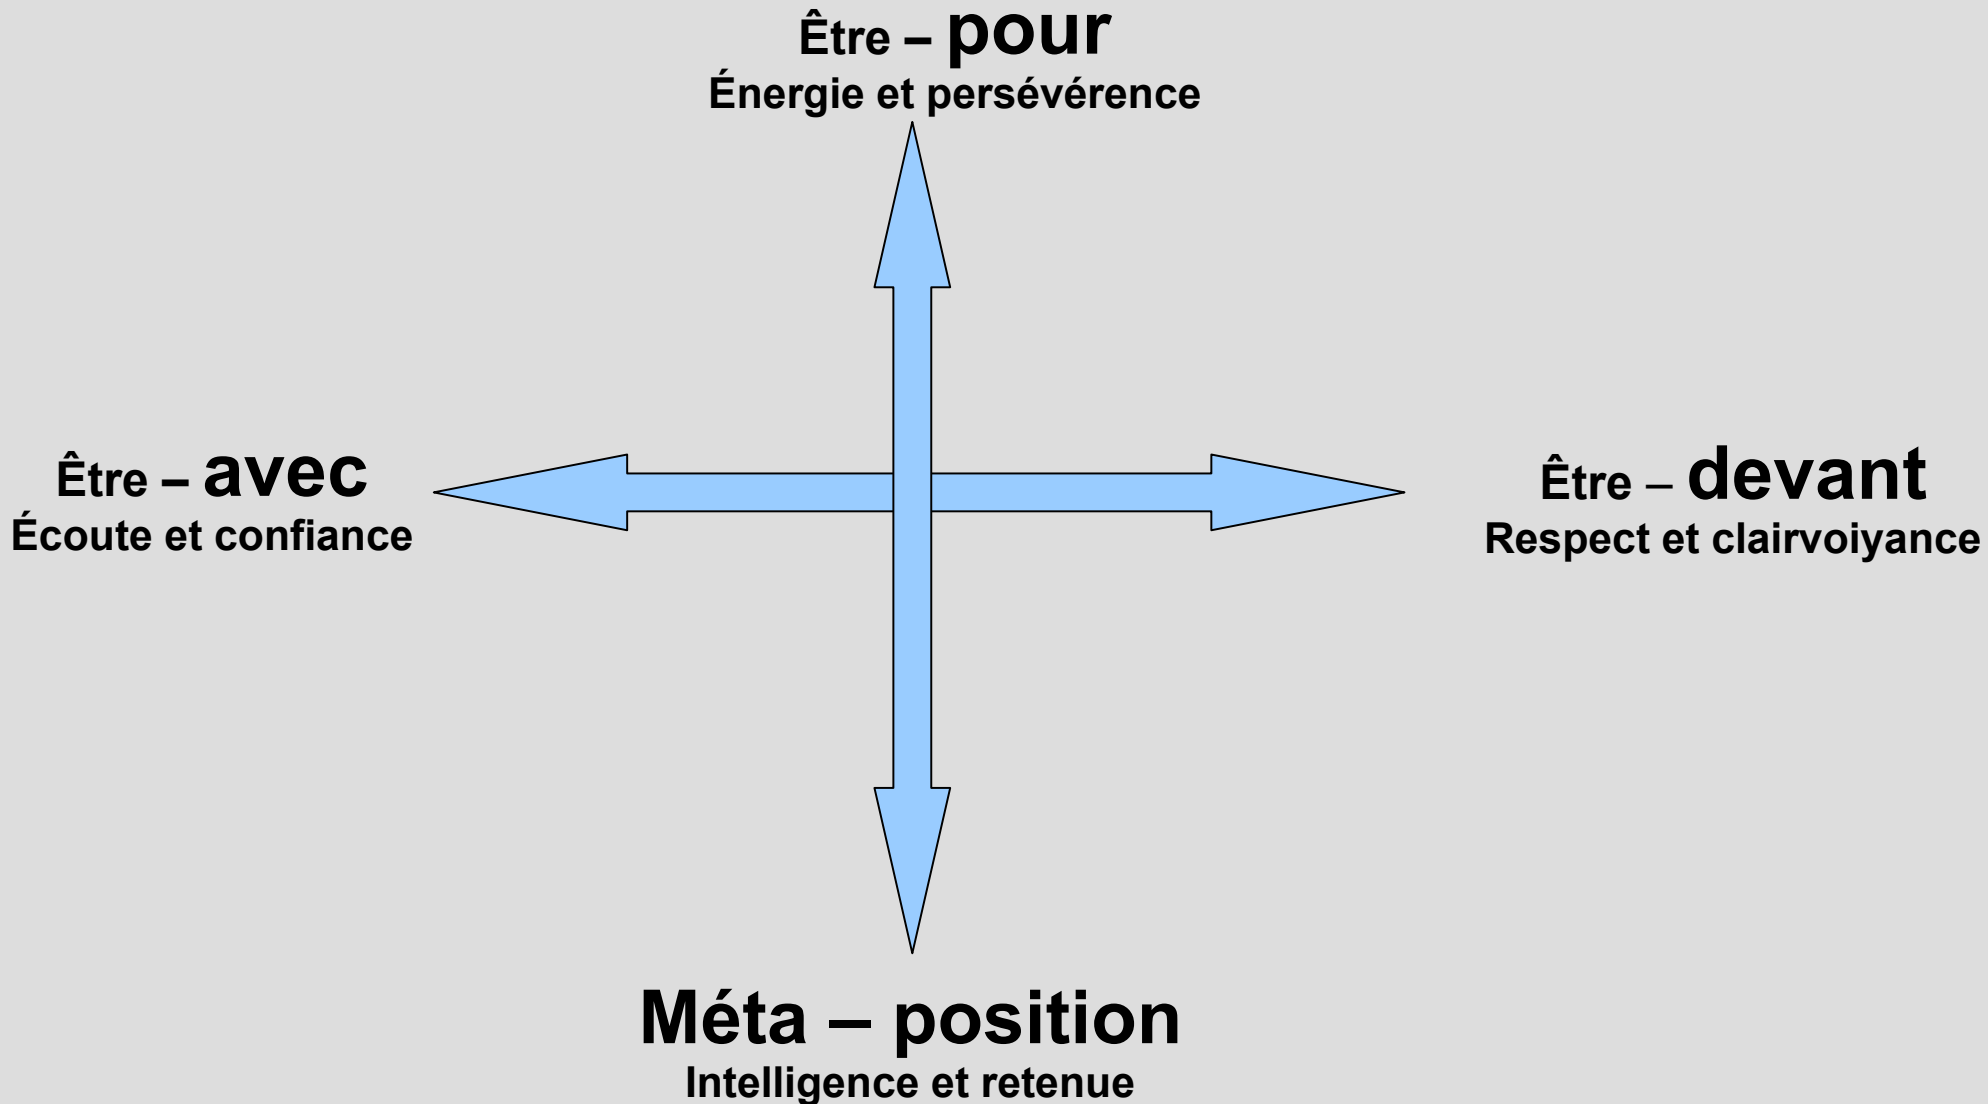 Être – pour
Énergie et persévérence
Être – avec
Écoute et confiance
Être – devant
Respect et clairvoiyance
Méta – position
Intelligence et retenue